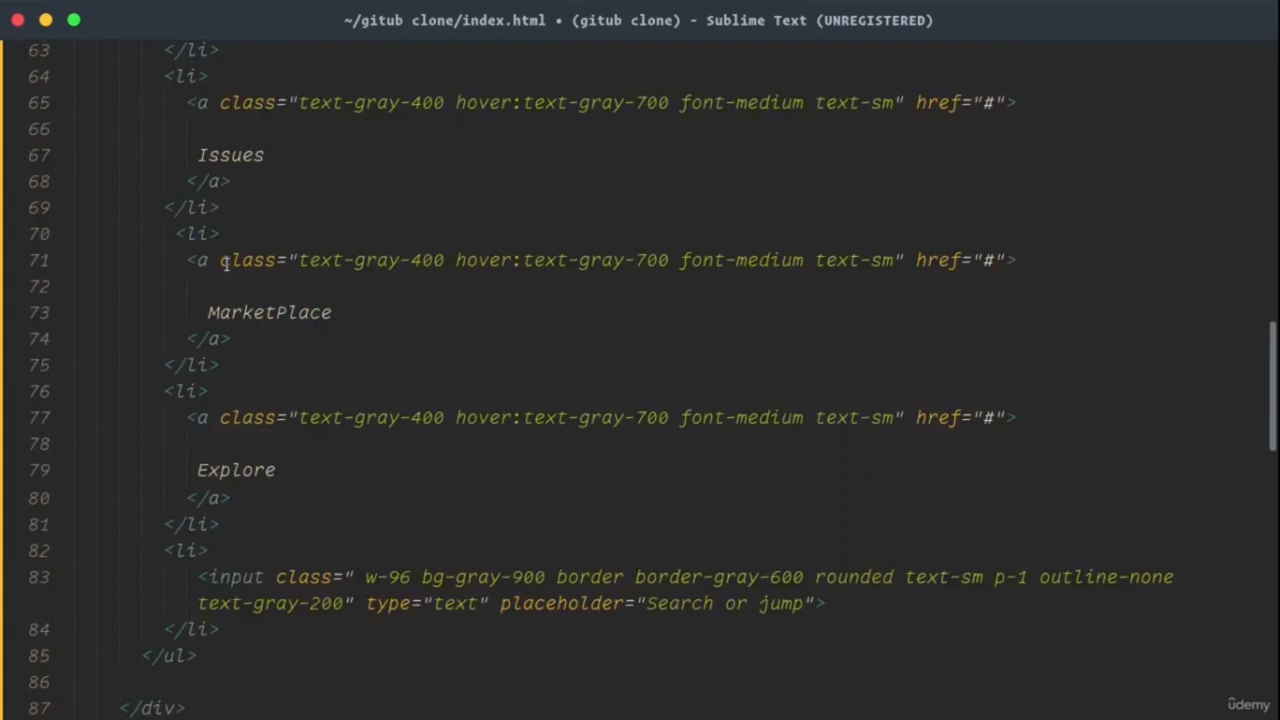 ~/gitub clone/index.html • (gitub clone) - Sublime Text (UNREGISTERED)
63 </li>
64 <li>
65 <a class="text-gray-400 hover:text-gray-700 font-medium text-sm" href="#">
66
67 Issues
68 </a>
69 </li>
70 <li>
71 <a class="text-gray-400 hover:text-gray-700 font-medium text-sm" href="#">
72
73 MarketPlace
74 </a>
75 </li>
76 <li>
77 <a class="text-gray-400 hover:text-gray-700 font-medium text-sm" href="#">
78
79 Explore
80 </a>
81 </li>
82 <li>
83 <input class=" w-96 bg-gray-900 border border-gray-600 rounded text-sm p-1 outline-none
text-gray-200" type="text" placeholder="Search or jump">
84 </li>
85 </ul>
86
87 </div>
ûdemy